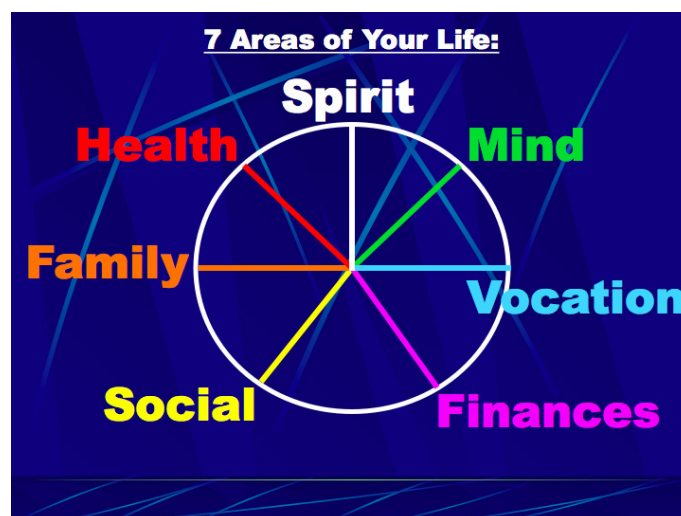 7 Areas of Your Life:
Spirit
Health
Mind
Family
Vocation
Social
Finances